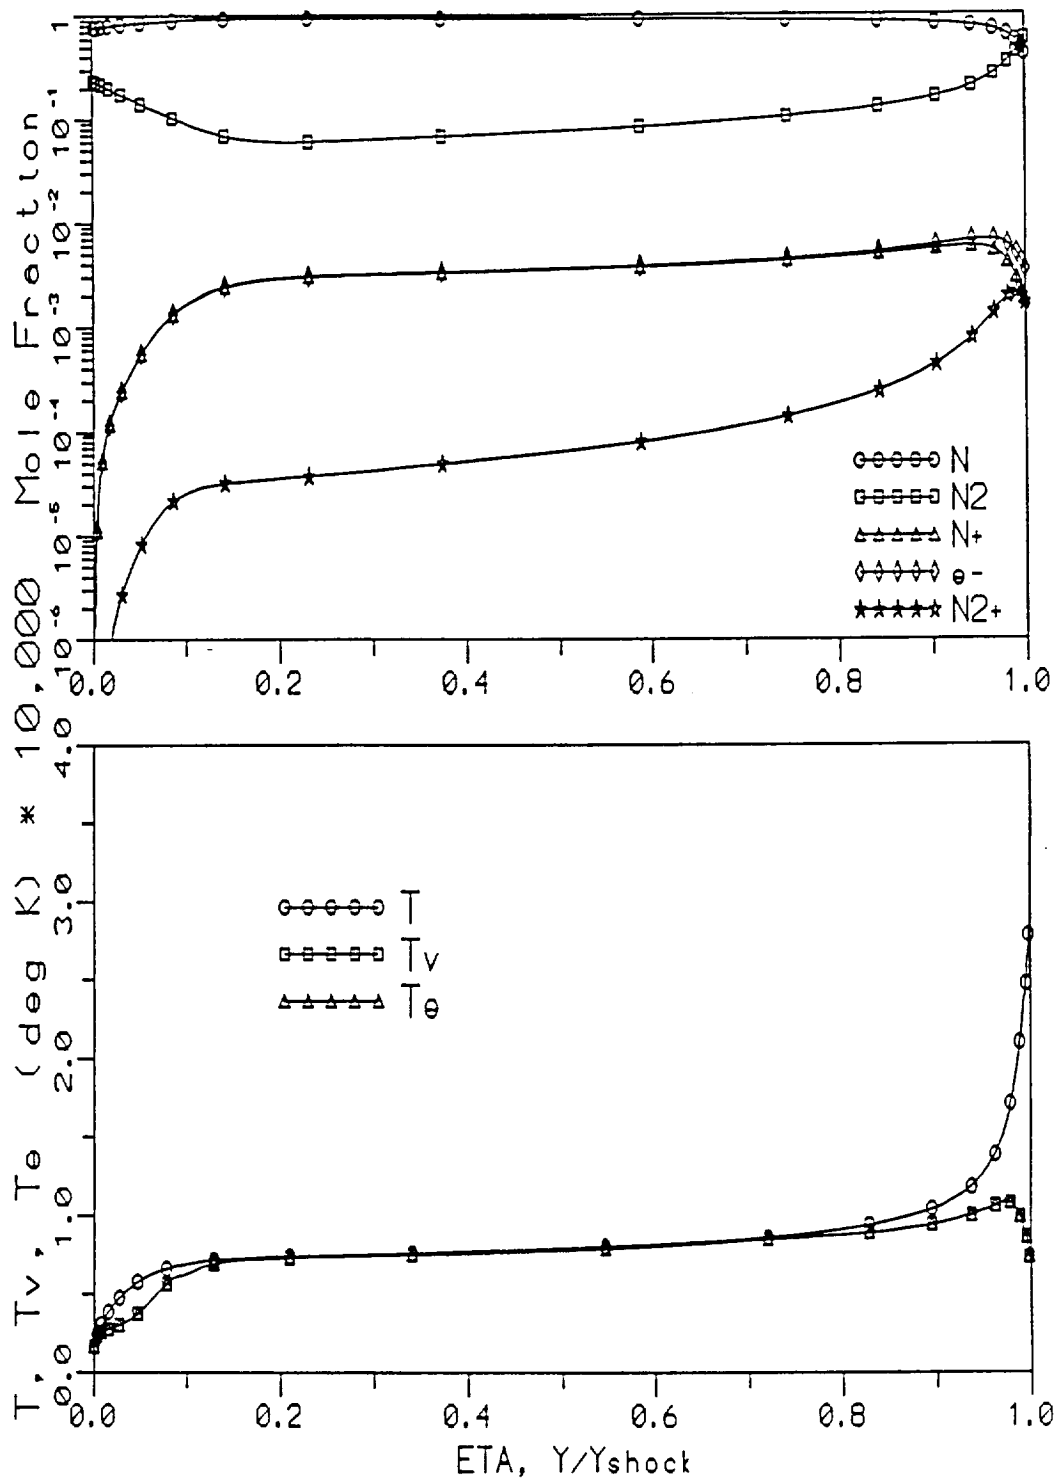 Mole Fraction
1
10-1
10-2
10-3
10-4
10-5
10-6
N
N2
N+
e-
N2+
0.0 0.2 0.4 0.6 0.8 1.0
T, Tv, Te (deg K) * 10,000
4.0
3.0
2.0
1.0
0.0
T
Tv
Te
0.0 0.2 0.4 0.6 0.8 1.0
ETA, Y/Yshock